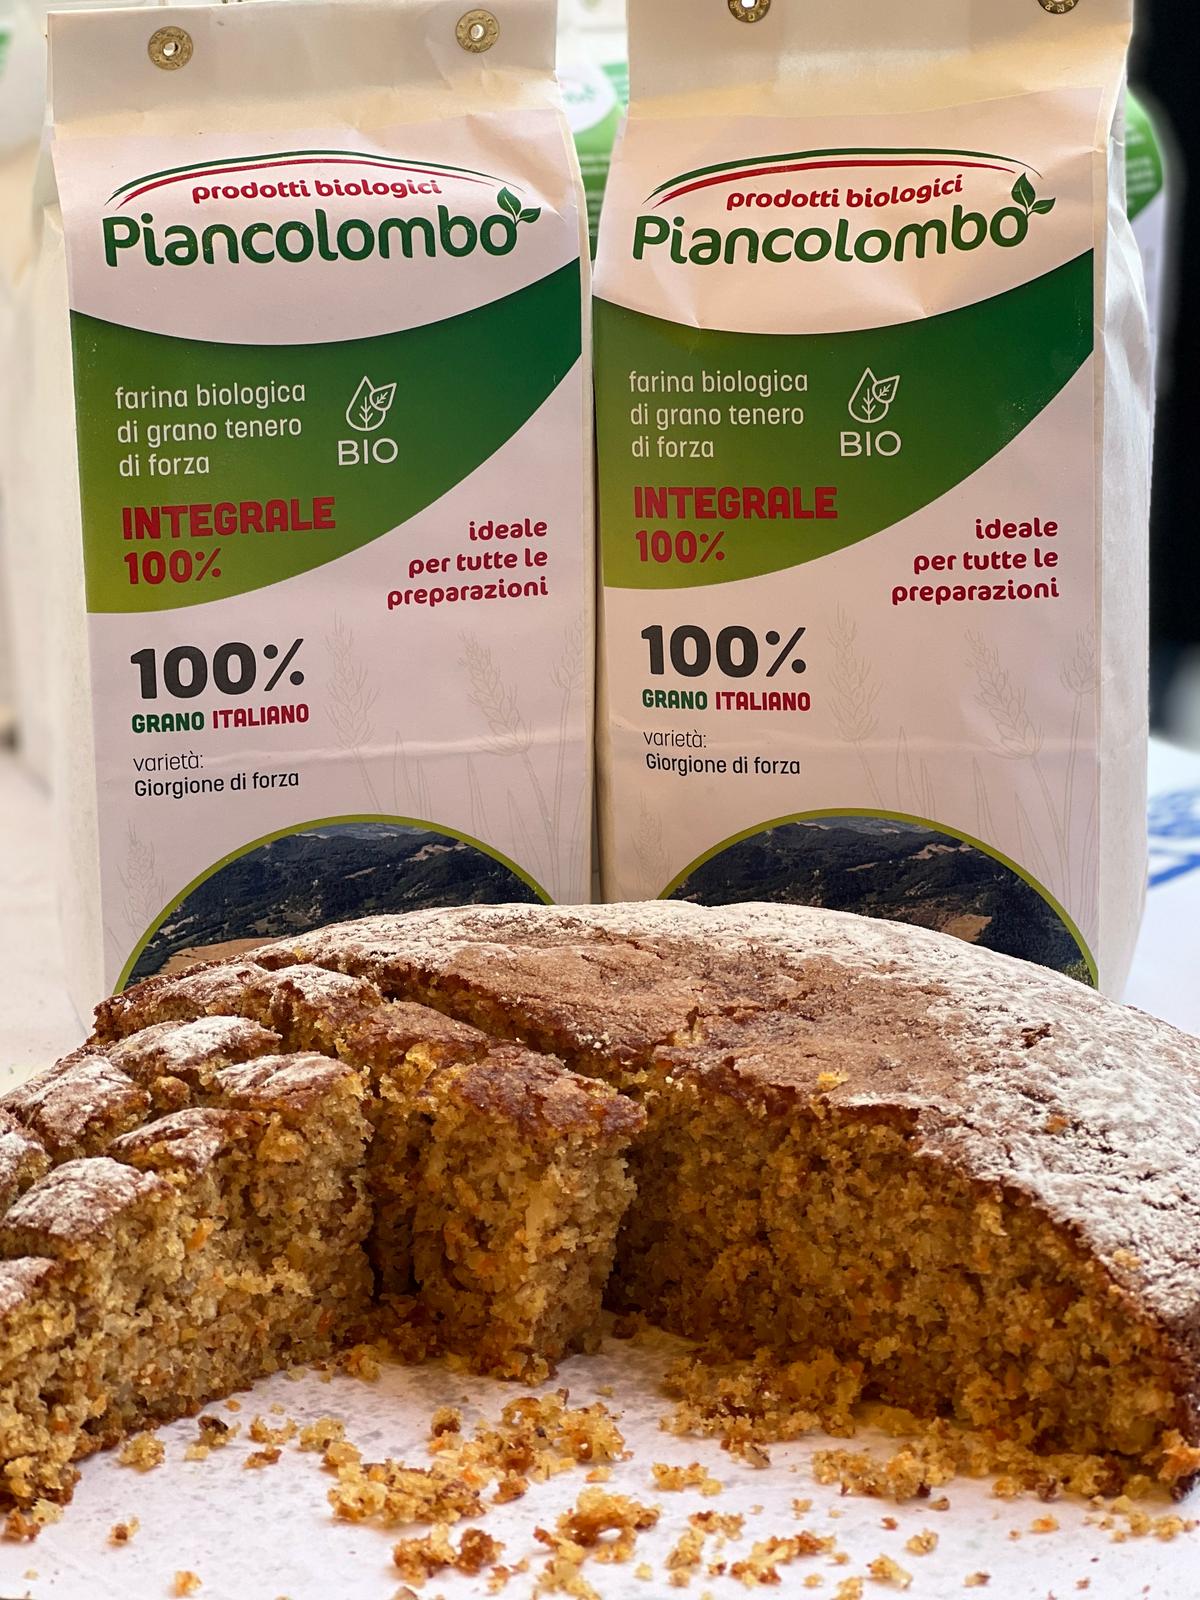 prodotti biologici
Piancolombo
farina biologica
di grano tenero
di forza
BIO
INTEGRALE
100%
ideale
per tutte le
preparazioni
100%
GRANO ITALIANO
varietà:
Giorgione di forza
prodotti biologici
Piancolombo
farina biologica
di grano tenero
di forza
BIO
INTEGRALE
100%
ideale
per tutte le
preparazioni
100%
GRANO ITALIANO
varietà:
Giorgione di forza